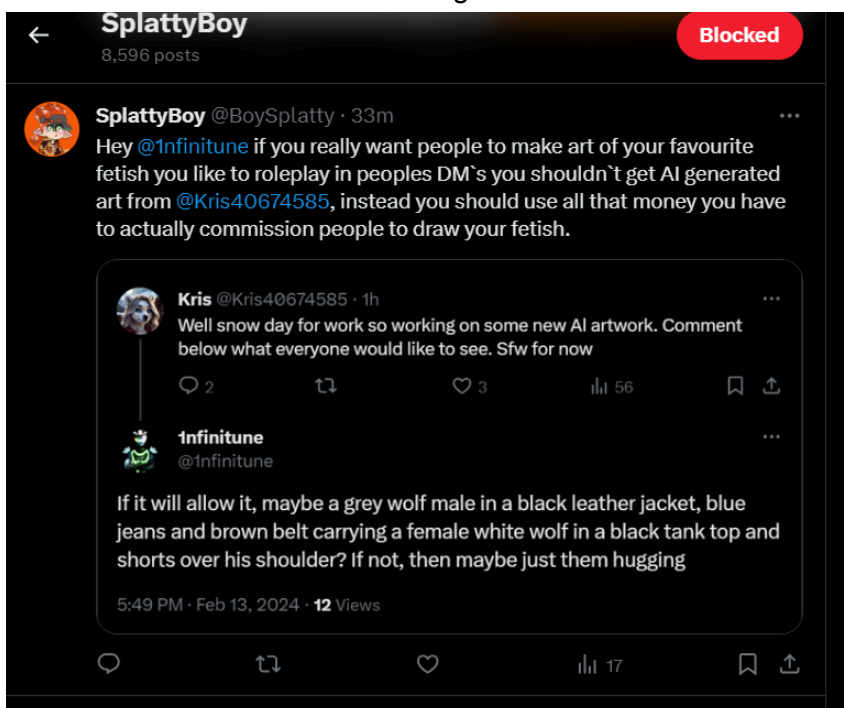 SplattyBoy
8,596 posts
Blocked
SplattyBoy @BoySplatty · 33m
Hey @1nfinitune if you really want people to make art of your favourite
fetish you like to roleplay in peoples DM`s you shouldn`t get AI generated
art from @Kris40674585, instead you should use all that money you have
to actually commission people to draw your fetish.
Kris @Kris40674585 · 1h
Well snow day for work so working on some new AI artwork. Comment
below what everyone would like to see. Sfw for now
2 3 56
1nfinitune
@1nfinitune
If it will allow it, maybe a grey wolf male in a black leather jacket, blue
jeans and brown belt carrying a female white wolf in a black tank top and
shorts over his shoulder? If not, then maybe just them hugging
5:49 PM · Feb 13, 2024 · 12 Views
17